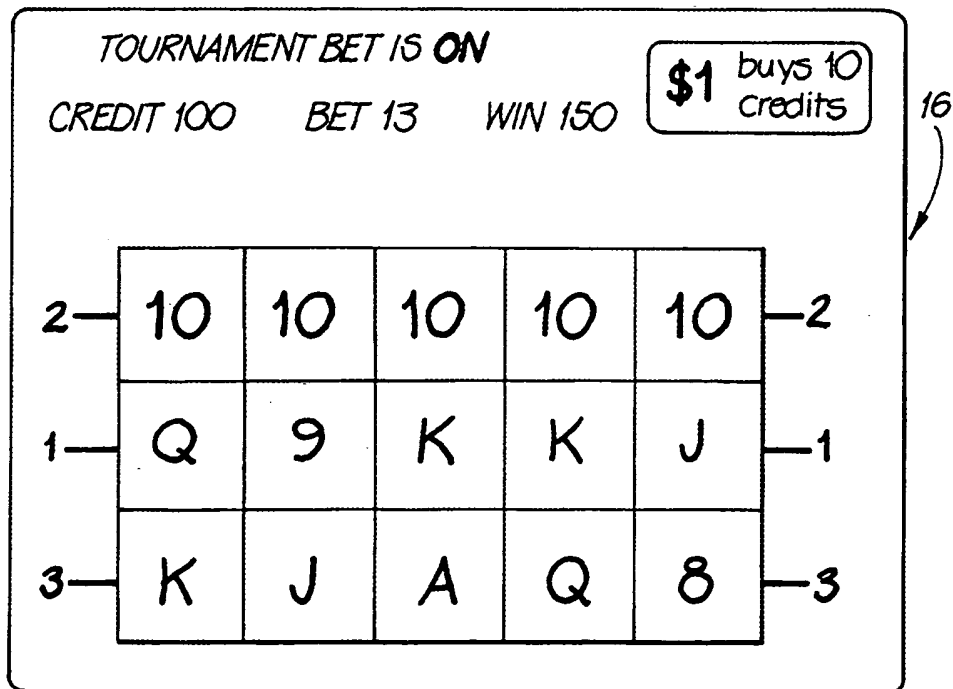 TOURNAMENT BET IS ON
$1 buys 10
credits
CREDIT 100 BET 13 WIN 150
16
2 10 10 10 10 10 2
1 Q 9 K K J 1
3 K J A Q 8 3